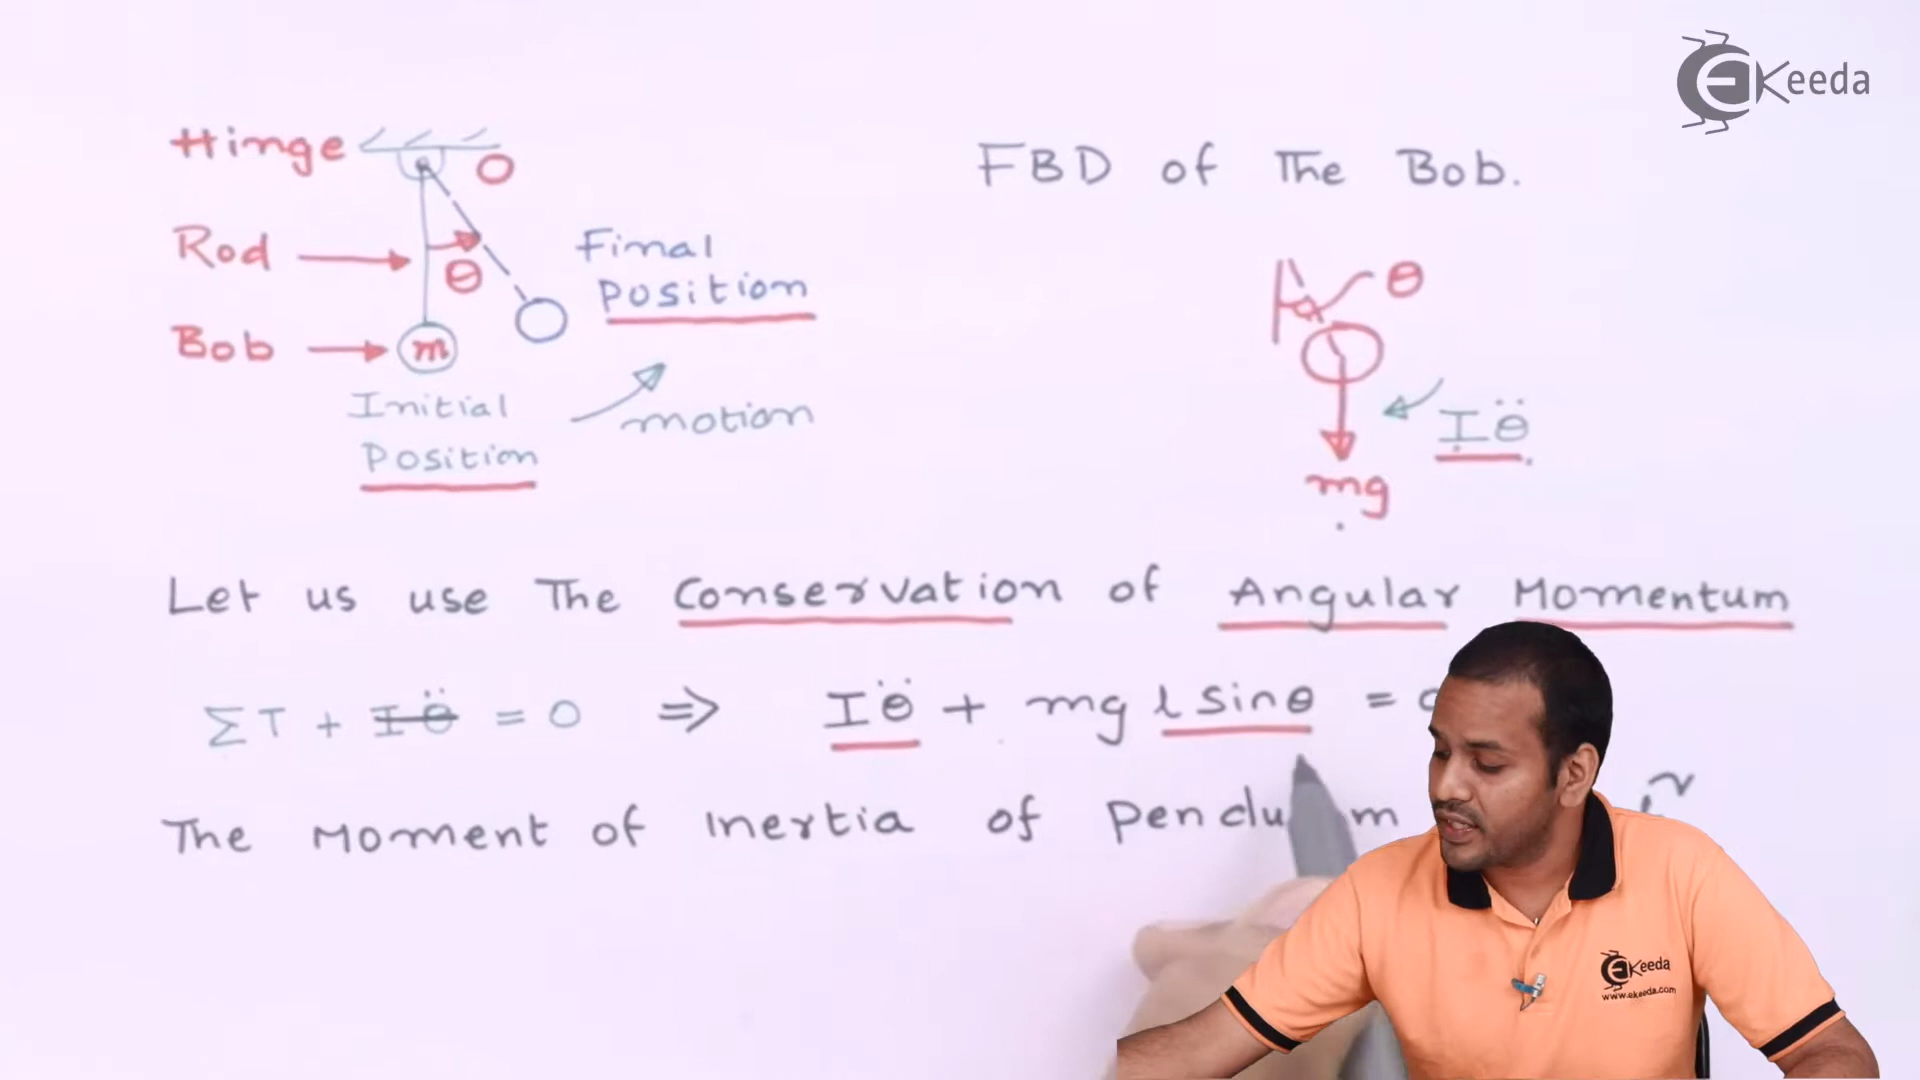 EKeeda
Hinge
O
Rod
θ
Final
Position
Bob
m
Initial
Position
motion
FBD of The Bob.
θ
Iθ̈
mg
Let us use The Conservation of Angular Momentum
ΣT + Iθ̈ = 0 ⇒ Iθ̈ + mg l sinθ =
The Moment of Inertia of
EKeeda
www.ekeeda.com